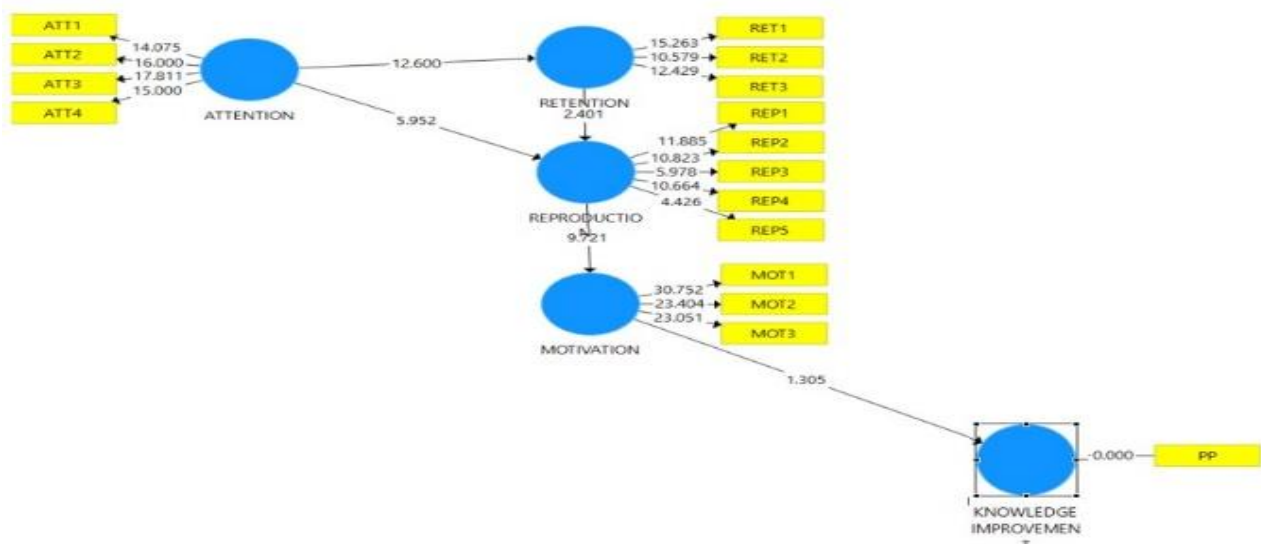 ATT1
ATT2
ATT3
ATT4
14.075
16.000
17.811
15.000
ATTENTION
12.600
5.952
RETENTION
2.401
15.263
10.579
12.429
RET1
RET2
RET3
REP1
REP2
REP3
REP4
REP5
11.885
10.823
5.978
10.664
4.426
REPRODUCTIO
9.721
MOT1
MOT2
MOT3
30.752
23.404
23.051
MOTIVATION
1.305
-0.000
PP
KNOWLEDGE
IMPROVEMEN